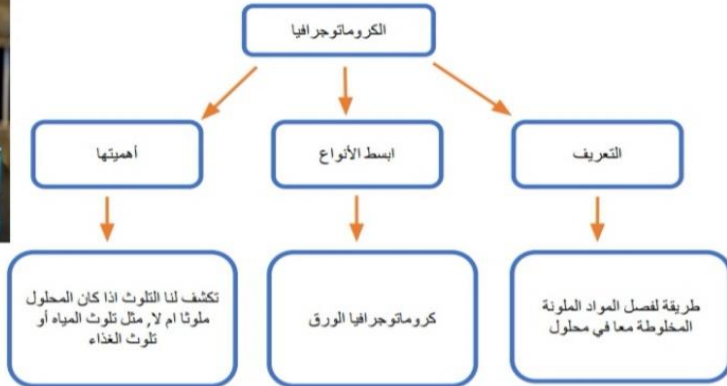 الكروماتوجرافيا
التعريف
ابسط الأنواع
أهميتها
طريقة لفصل المواد الملونة
المخلوطة معا في محلول
كروماتوجرافيا الورق
تكشف لنا التلوث اذا كان المحلول
ملوثا ام لا, مثل تلوث المياه أو
تلوث الغذاء